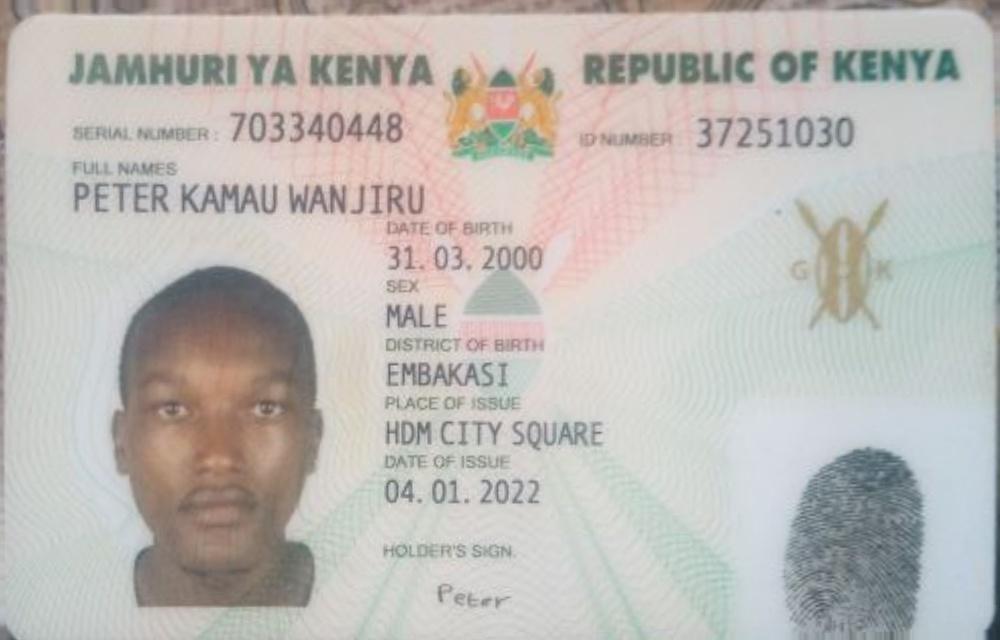 JAMHURI YA KENYA REPUBLIC OF KENYA
SERIAL NUMBER : 703340448 ID NUMBER 37251030
FULL NAMES
PETER KAMAU WANJIRU
DATE OF BIRTH
31. 03. 2000
SEX
MALE
DISTRICT OF BIRTH
EMBAKASI
PLACE OF ISSUE
HDM CITY SQUARE
DATE OF ISSUE
04. 01. 2022
HOLDER'S SIGN.
Peter
G K